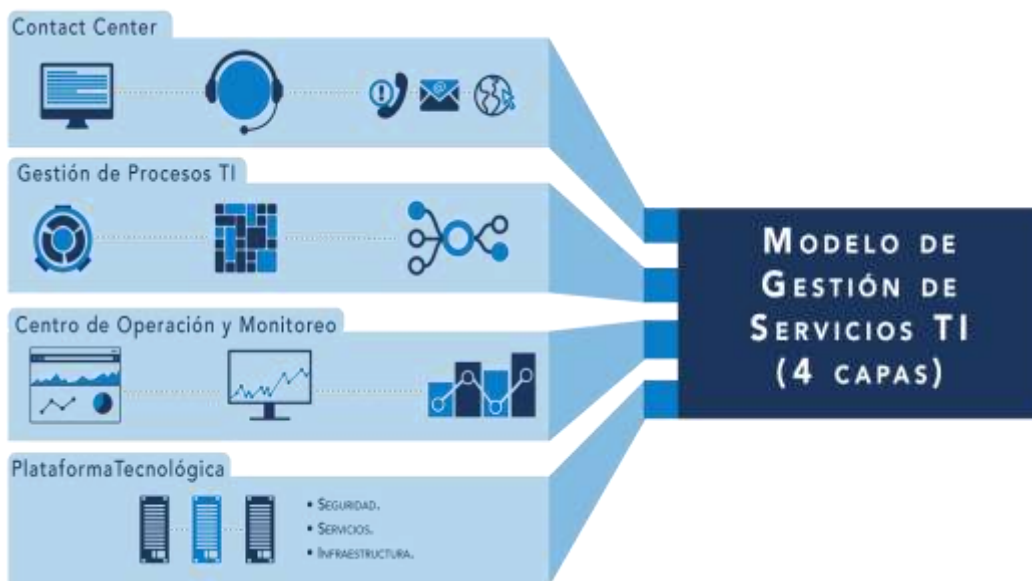 Contact Center
Gestión de Procesos TI
Centro de Operación y Monitoreo
PlataformaTecnológica
• Seguridad.
• Servicios.
• Infraestructura.
Modelo de
Gestión de
Servicios TI
(4 capas)